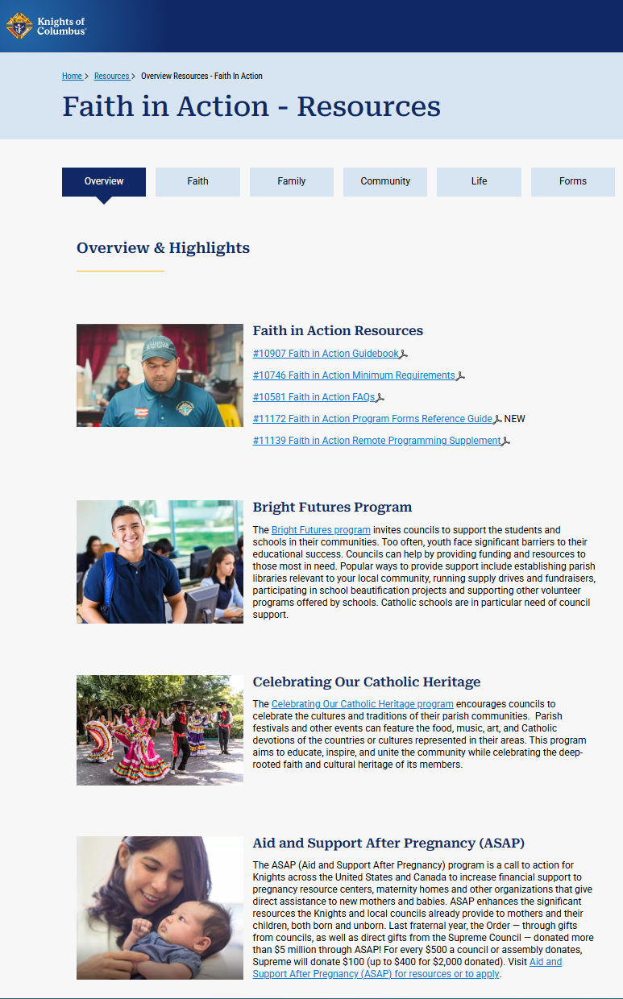 Knights of
Columbus®
Home > Resources > Overview Resources - Faith In Action
Faith in Action - Resources
Overview
Faith
Family
Community
Life
Forms
Overview & Highlights
Faith in Action Resources
#10907 Faith in Action Guidebook
#10746 Faith in Action Minimum Requirements
#10581 Faith in Action FAQs
#11172 Faith in Action Program Forms Reference Guide NEW
#11139 Faith in Action Remote Programming Supplement
Bright Futures Program
The Bright Futures program invites councils to support the students and
schools in their communities. Too often, youth face significant barriers to their
educational success. Councils can help by providing funding and resources to
those most in need. Popular ways to provide support include establishing parish
libraries relevant to your local community, running supply drives and fundraisers,
participating in school beautification projects and supporting other volunteer
programs offered by schools. Catholic schools are in particular need of council
support.
Celebrating Our Catholic Heritage
The Celebrating Our Catholic Heritage program encourages councils to
celebrate the cultures and traditions of their parish communities.  Parish
festivals and other events can feature the food, music, art, and Catholic
devotions of the countries or cultures represented in their areas. This program
aims to educate, inspire, and unite the community while celebrating the deep-
rooted faith and cultural heritage of its members.
Aid and Support After Pregnancy (ASAP)
The ASAP (Aid and Support After Pregnancy) program is a call to action for
Knights across the United States and Canada to increase financial support to
pregnancy resource centers, maternity homes and other organizations that give
direct assistance to new mothers and babies. ASAP enhances the significant
resources the Knights and local councils already provide to mothers and their
children, both born and unborn. Last fraternal year, the Order — through gifts
from councils, as well as direct gifts from the Supreme Council — donated more
than $5 million through ASAP! For every $500 a council or assembly donates,
Supreme will donate $100 (up to $400 for $2,000 donated). Visit Aid and
Support After Pregnancy (ASAP) for resources or to apply.